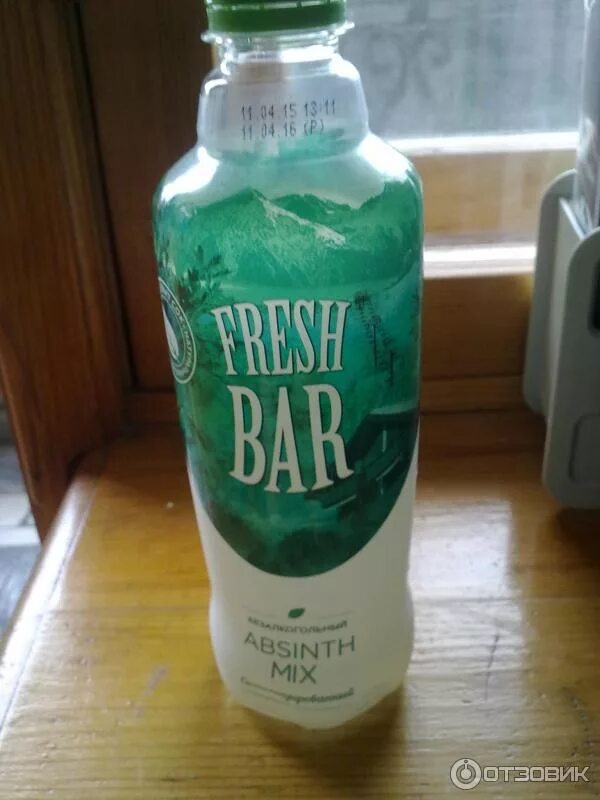 11.04.15 13:11
11.04.16 (P)
FRESH
BAR
БЕЗАЛКОГОЛЬНЫЙ
ABSINTH
MIX
ОТЗОВИК